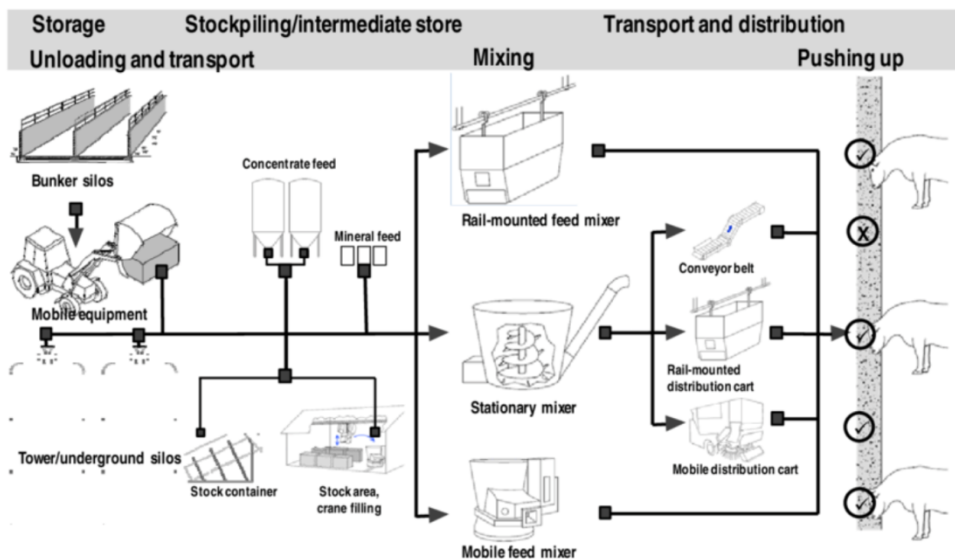 Storage
Stockpiling/intermediate store
Transport and distribution
Unloading and transport
Mixing
Pushing up
Bunker silos
Concentrate feed
Mineral feed
Rail-mounted feed mixer
Conveyor belt
Mobile equipment
Rail-mounted
distribution cart
Stationary mixer
Tower/underground silos
Mobile distribution cart
Stock container
Stock area,
crane filling
Mobile feed mixer